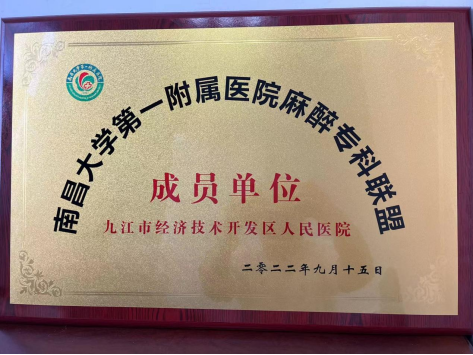 南昌大学第一附属医院麻醉专科联盟
成员单位
九江市经济技术开发区人民医院
二零二二年九月十五日